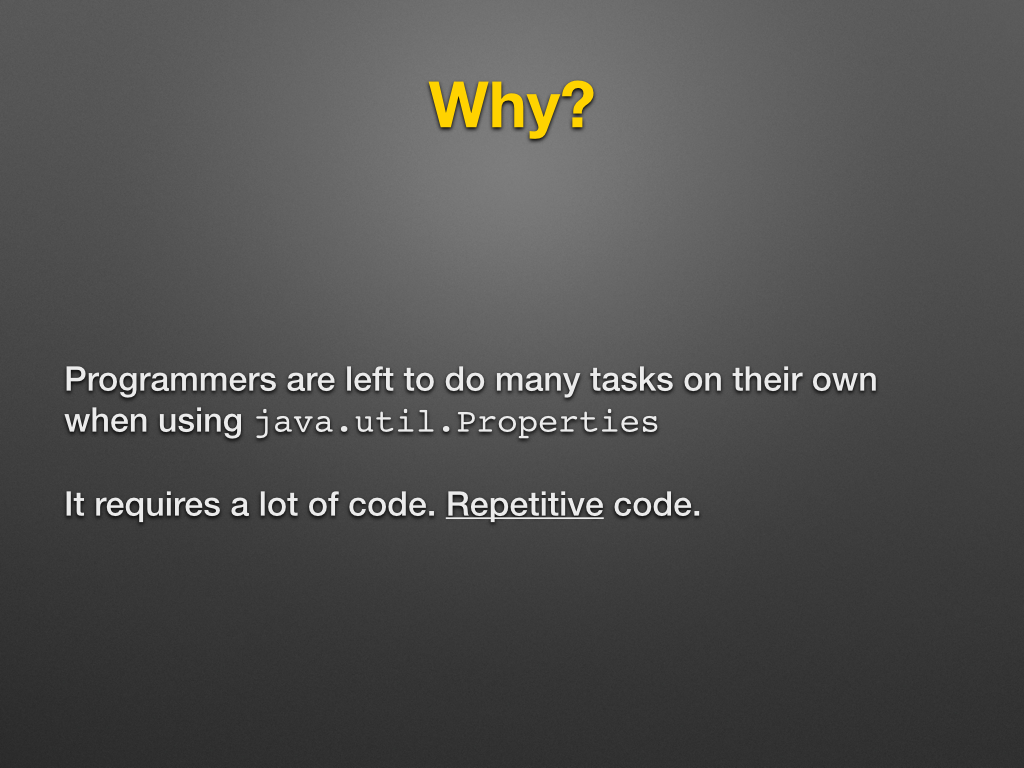 Why?
Programmers are left to do many tasks on their own
when using java.util.Properties
It requires a lot of code. Repetitive code.